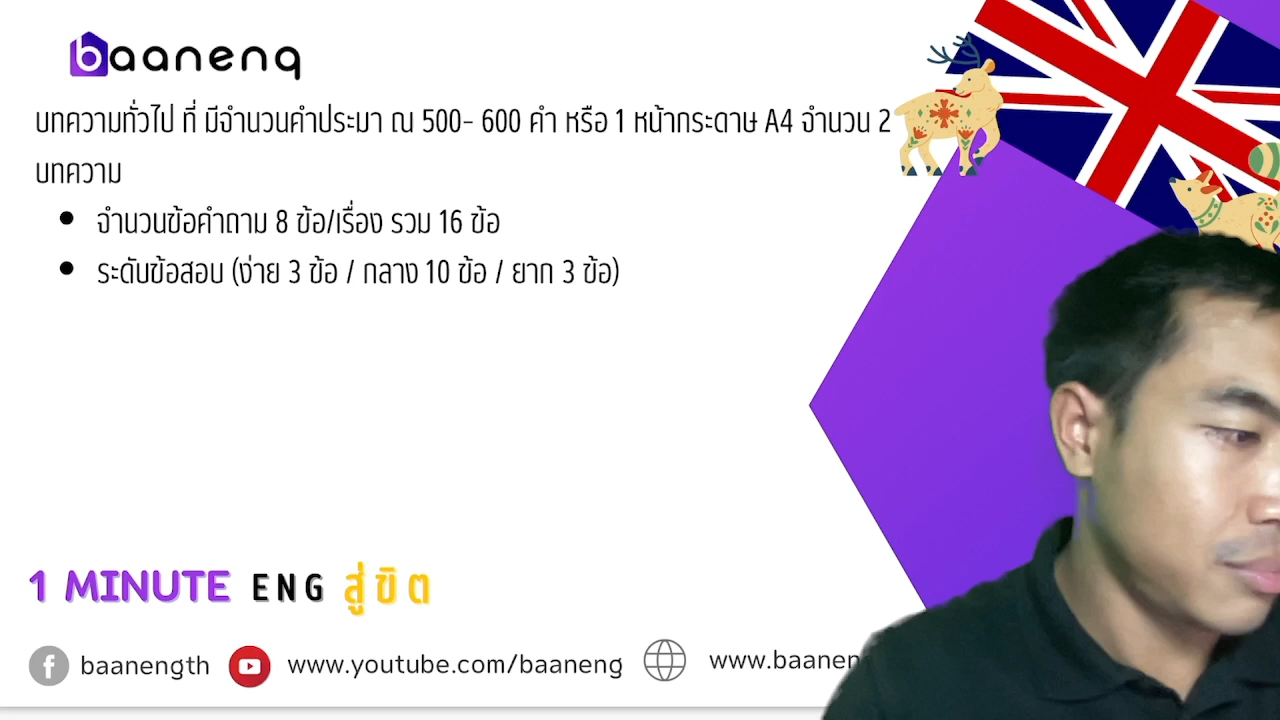 baanenq
บทความทั่วไป ที่ มีจำนวนคำประมา ณ 500- 600 คำ หรือ 1 หน้ากระดาษ A4 จำนวน 2
บทความ
จำนวนข้อคำถาม 8 ข้อ/เรื่อง รวม 16 ข้อ
ระดับข้อสอบ (ง่าย 3 ข้อ / กลาง 10 ข้อ / ยาก 3 ข้อ)
1 MINUTE ENG สู่ขิต
baanength www.youtube.com/baaneng www.baanen